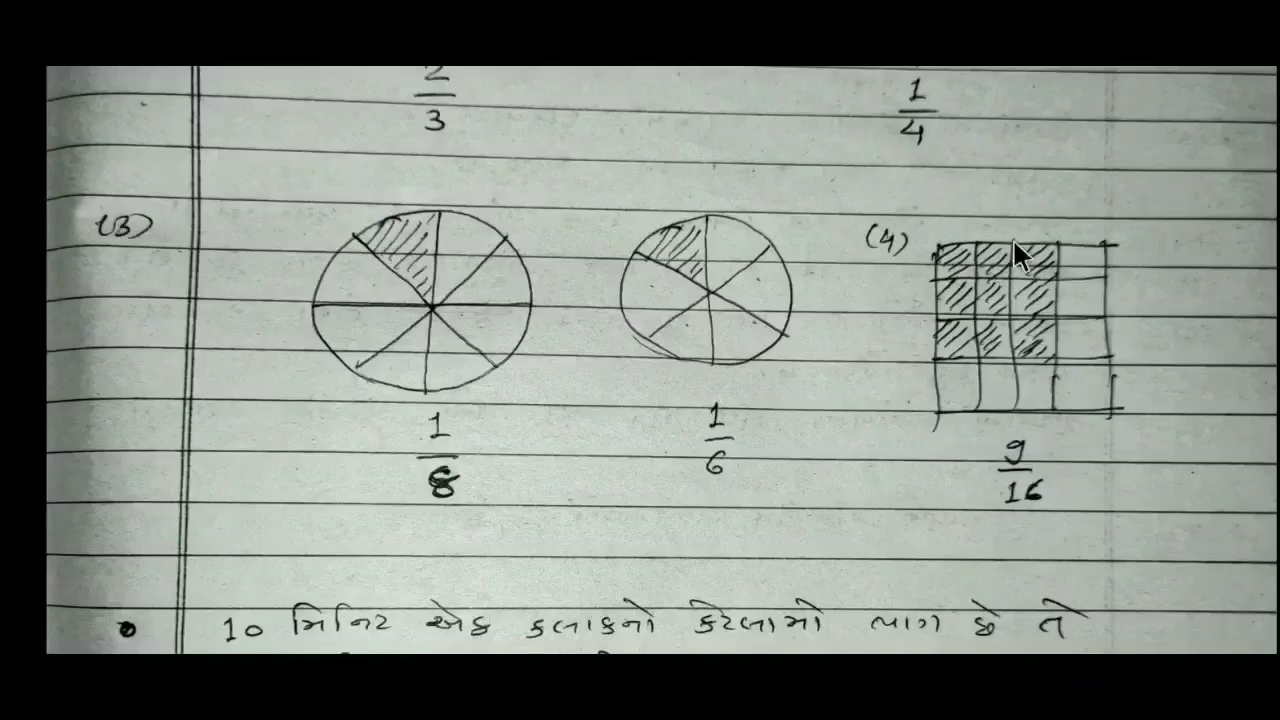 2/3 1/4
(3) (4)
1/8 1/6 9/16
10 મિનિટ એક કલાકનો કેટલામો ભાગ છે તે